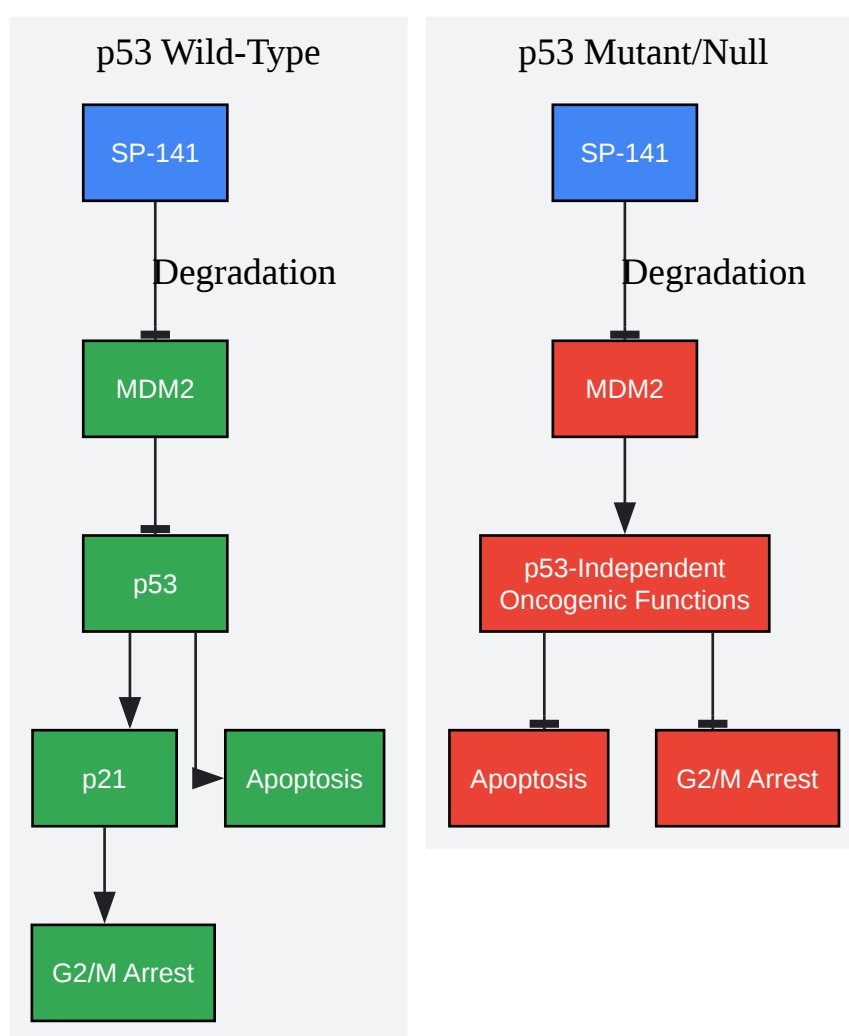 p53 Wild-Type
SP-141
Degradation
MDM2
p53
p21
Apoptosis
G2/M Arrest
p53 Mutant/Null
SP-141
Degradation
MDM2
p53-Independent
Oncogenic Functions
Apoptosis
G2/M Arrest